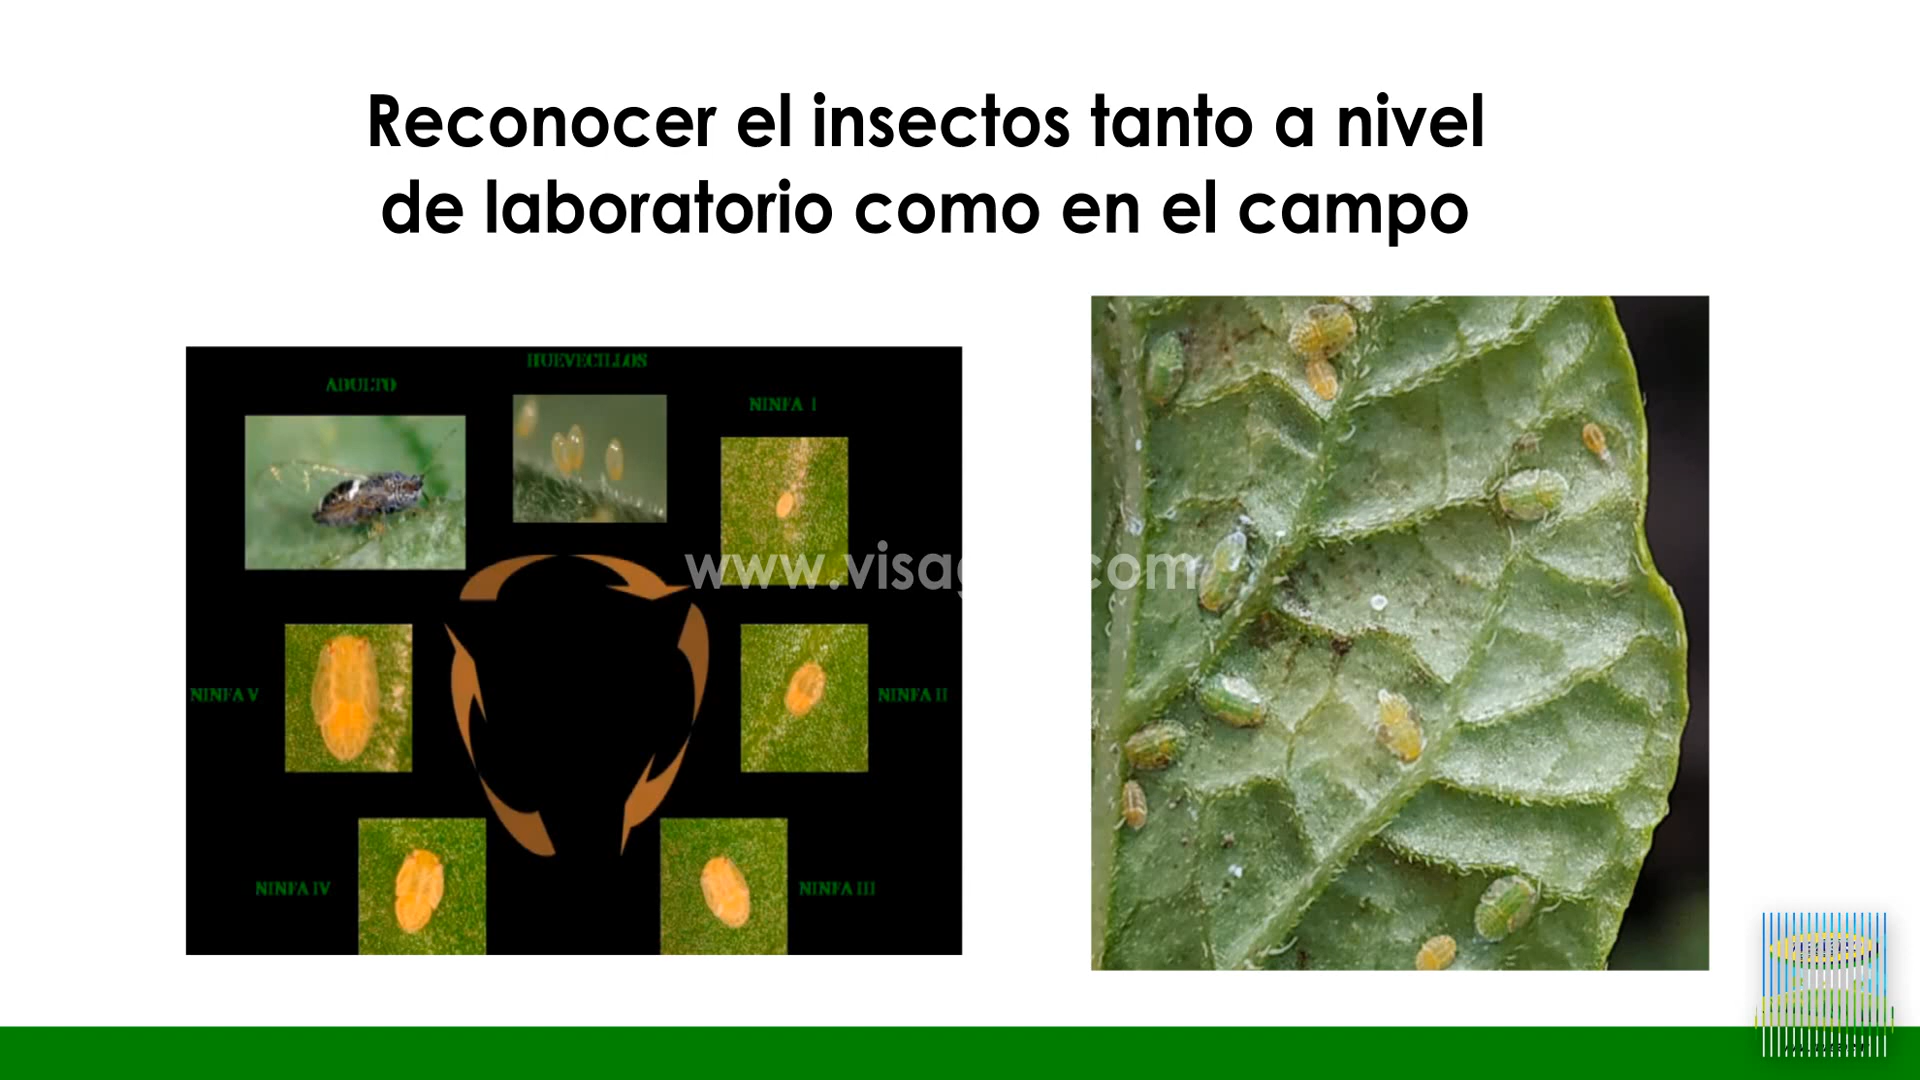 Reconocer el insectos tanto a nivel
de laboratorio como en el campo
HUEVECILLOS
ADULTO
NINFA I
www.visag
com
NINFA V
NINFA II
NINFA IV
NINFA III